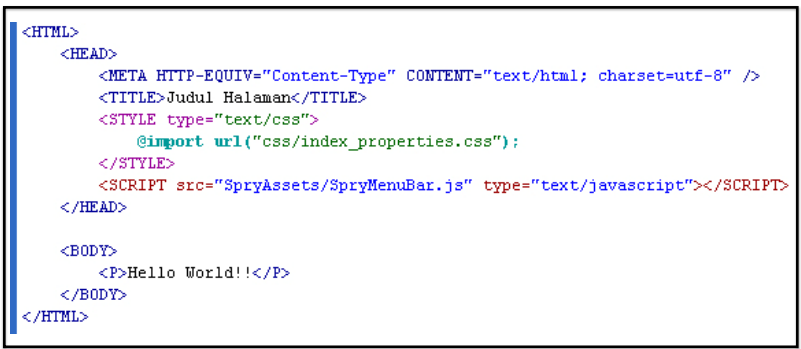 <HTML>
<HEAD>
<META HTTP-EQUIV="Content-Type" CONTENT="text/html; charset=utf-8" />
<TITLE>Judul Halaman</TITLE>
<STYLE type="text/css">
@import url("css/index_properties.css");
</STYLE>
<SCRIPT src="SpryAssets/SpryMenuBar.js" type="text/javascript"></SCRIPT>
</HEAD>
<BODY>
<P>Hello World!!</P>
</BODY>
</HTML>